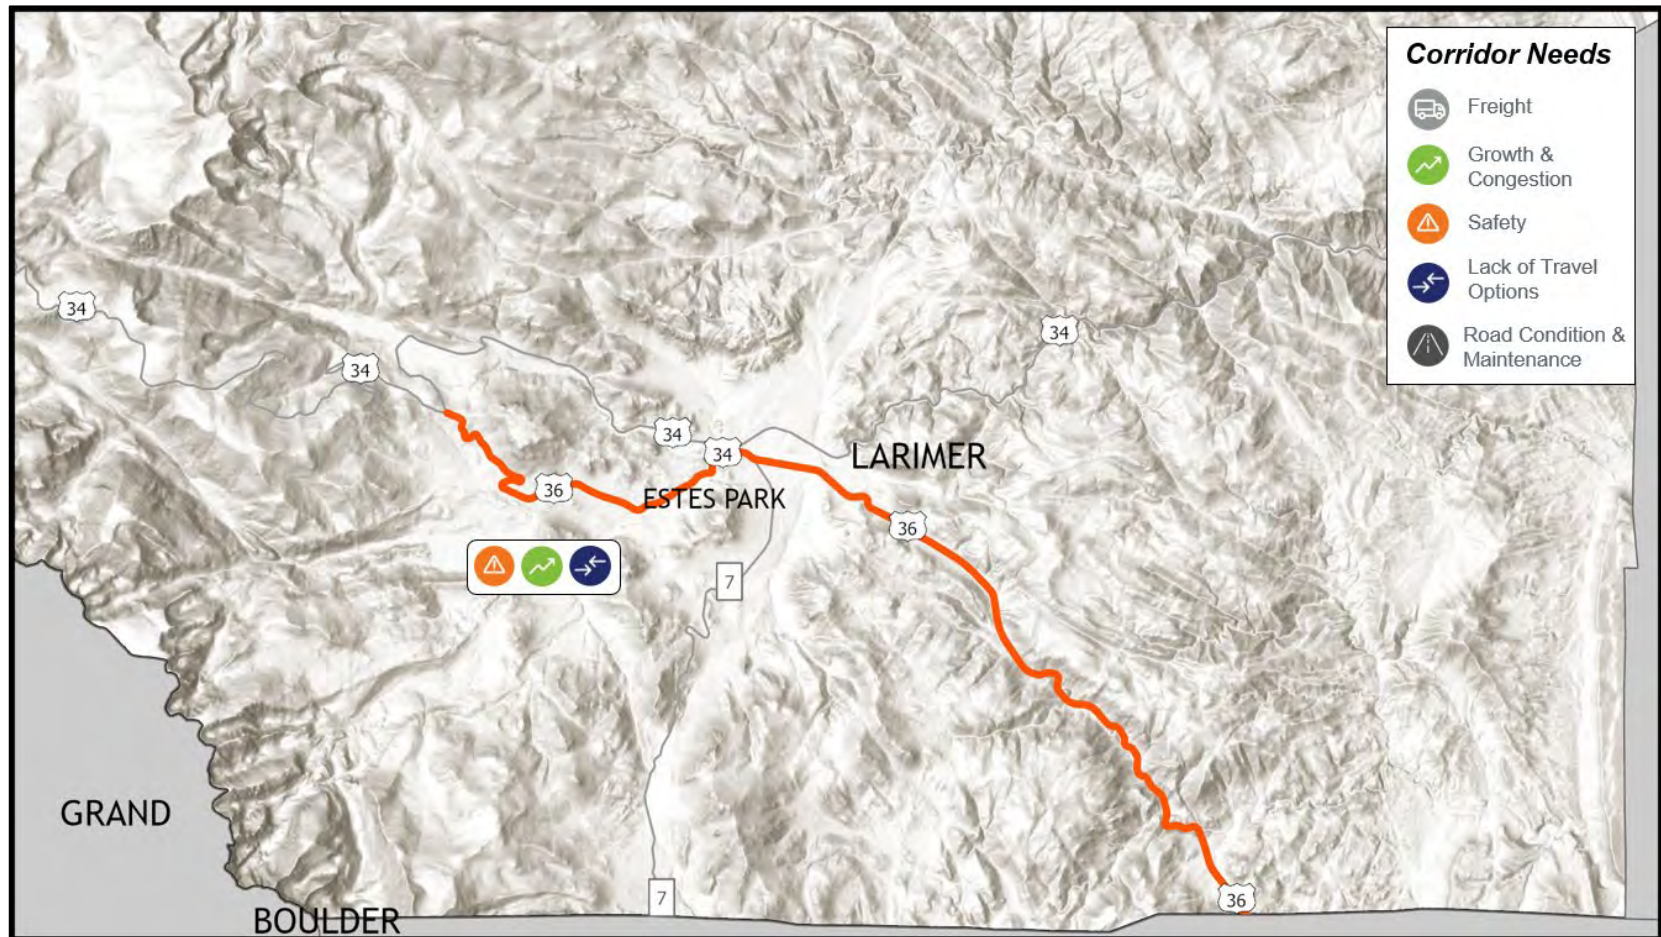 Corridor Needs
Freight
Growth &
Congestion
Safety
Lack of Travel
Options
Road Condition &
Maintenance
34
34
34
34
34
LARIMER
36
ESTES PARK
36
7
GRAND
7
36
BOULDER